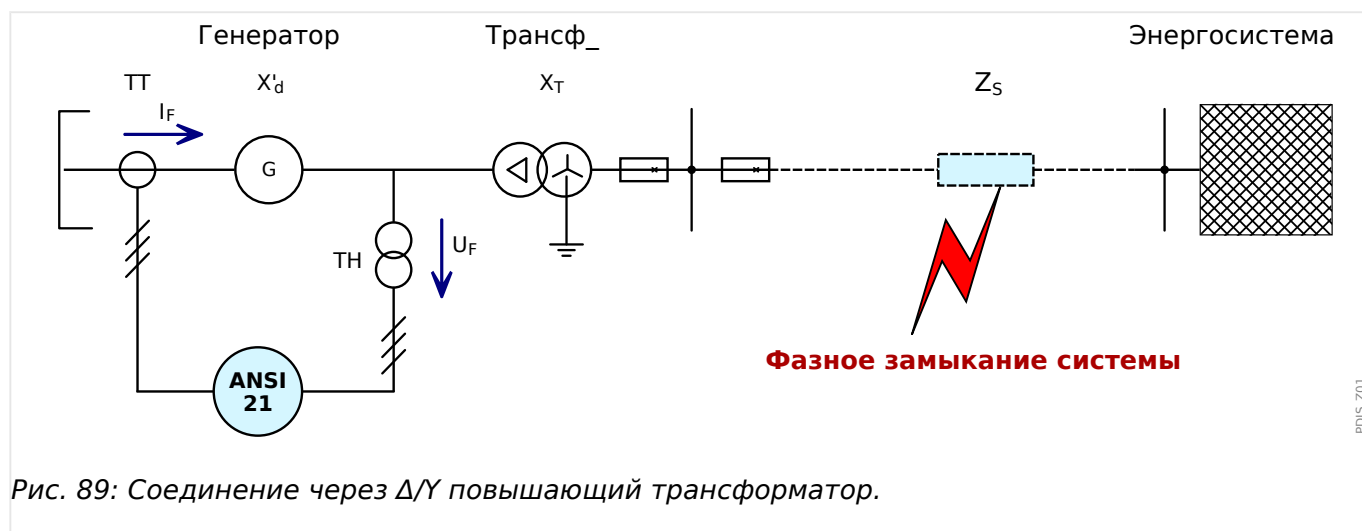 Генератор Трансф_ Энергосистема
ТТ X'd XT ZS
IF
G
ТН UF
ANSI
21
Фазное замыкание системы
PDIS_Z01
Рис. 89: Соединение через Δ/Y повышающий трансформатор.